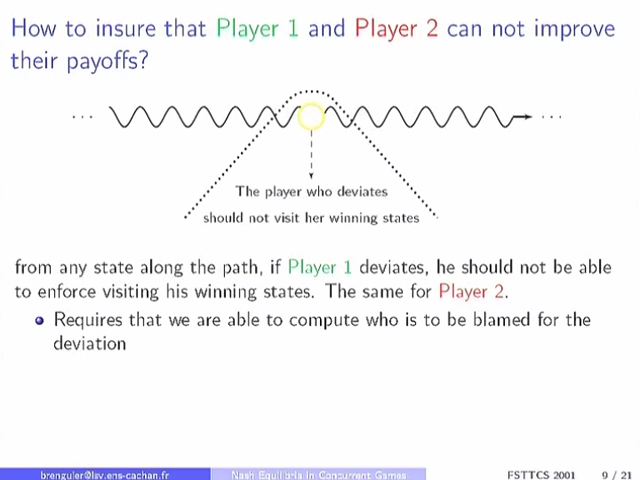 How to insure that Player 1 and Player 2 can not improve
their payoffs?
... ...
The player who deviates
should not visit her winning states
from any state along the path, if Player 1 deviates, he should not be able
to enforce visiting his winning states. The same for Player 2.
Requires that we are able to compute who is to be blamed for the
deviation
brenguier@lsv.ens-cachan.fr Nash Equilibria in Concurrent Games FSTTCS 2001 9 / 21